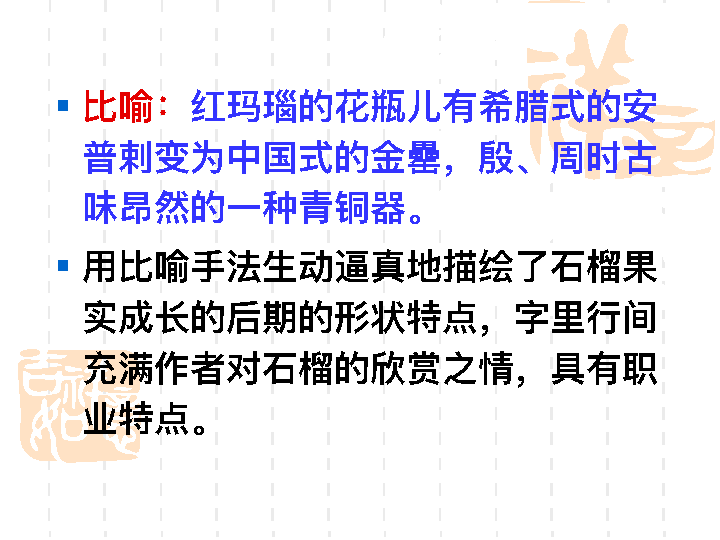 比喻：红玛瑙的花瓶儿有希腊式的安
普剌变为中国式的金罍，殷、周时古
味昂然的一种青铜器。
用比喻手法生动逼真地描绘了石榴果
实成长的后期的形状特点，字里行间
充满作者对石榴的欣赏之情，具有职
业特点。